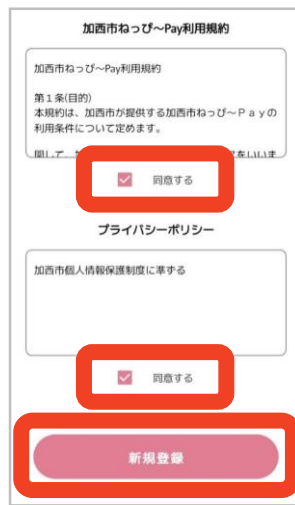 加西市ねっぴ～Pay利用規約
加西市ねっぴ～Pay利用規約
第１条(目的)
本規約は、加西市が提供する加西市ねっぴ～Ｐａｙの
利用条件について定めます。
同意する
プライバシーポリシー
加西市個人情報保護制度に準ずる
同意する
新規登録